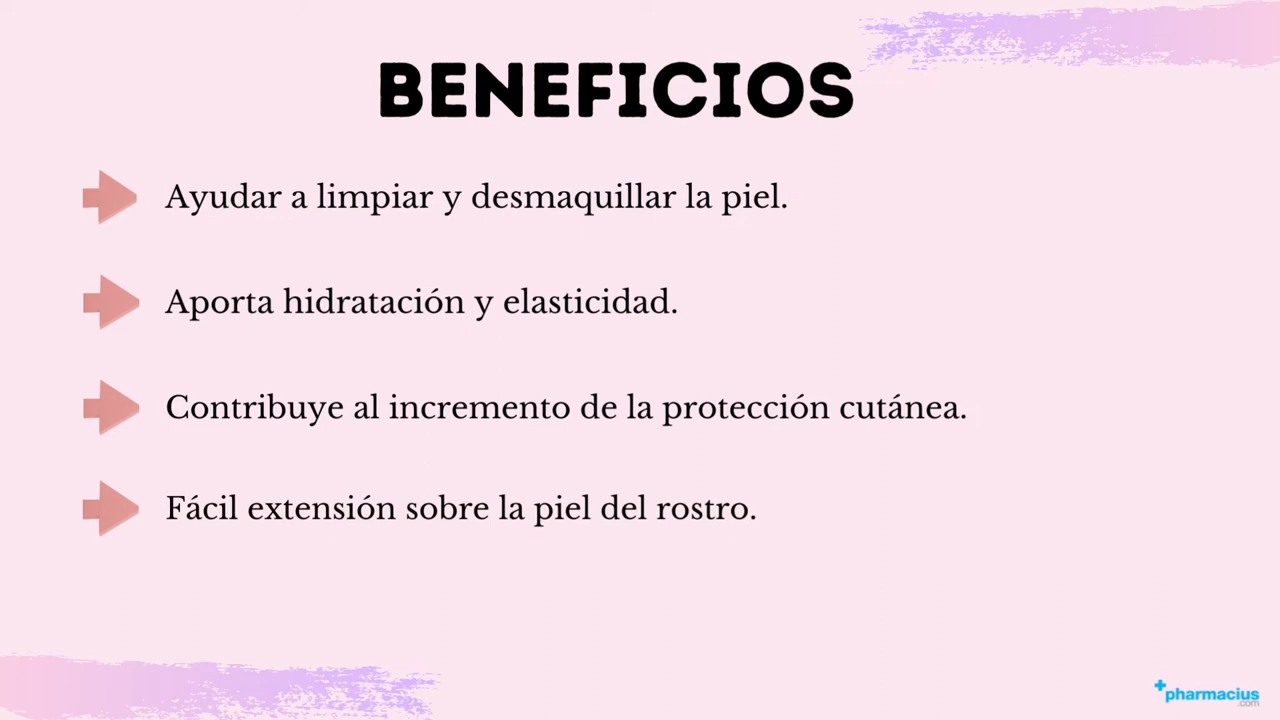 BENEFICIOS
Ayudar a limpiar y desmaquillar la piel.
Aporta hidratación y elasticidad.
Contribuye al incremento de la protección cutánea.
Fácil extensión sobre la piel del rostro.
+pharmacius
.com